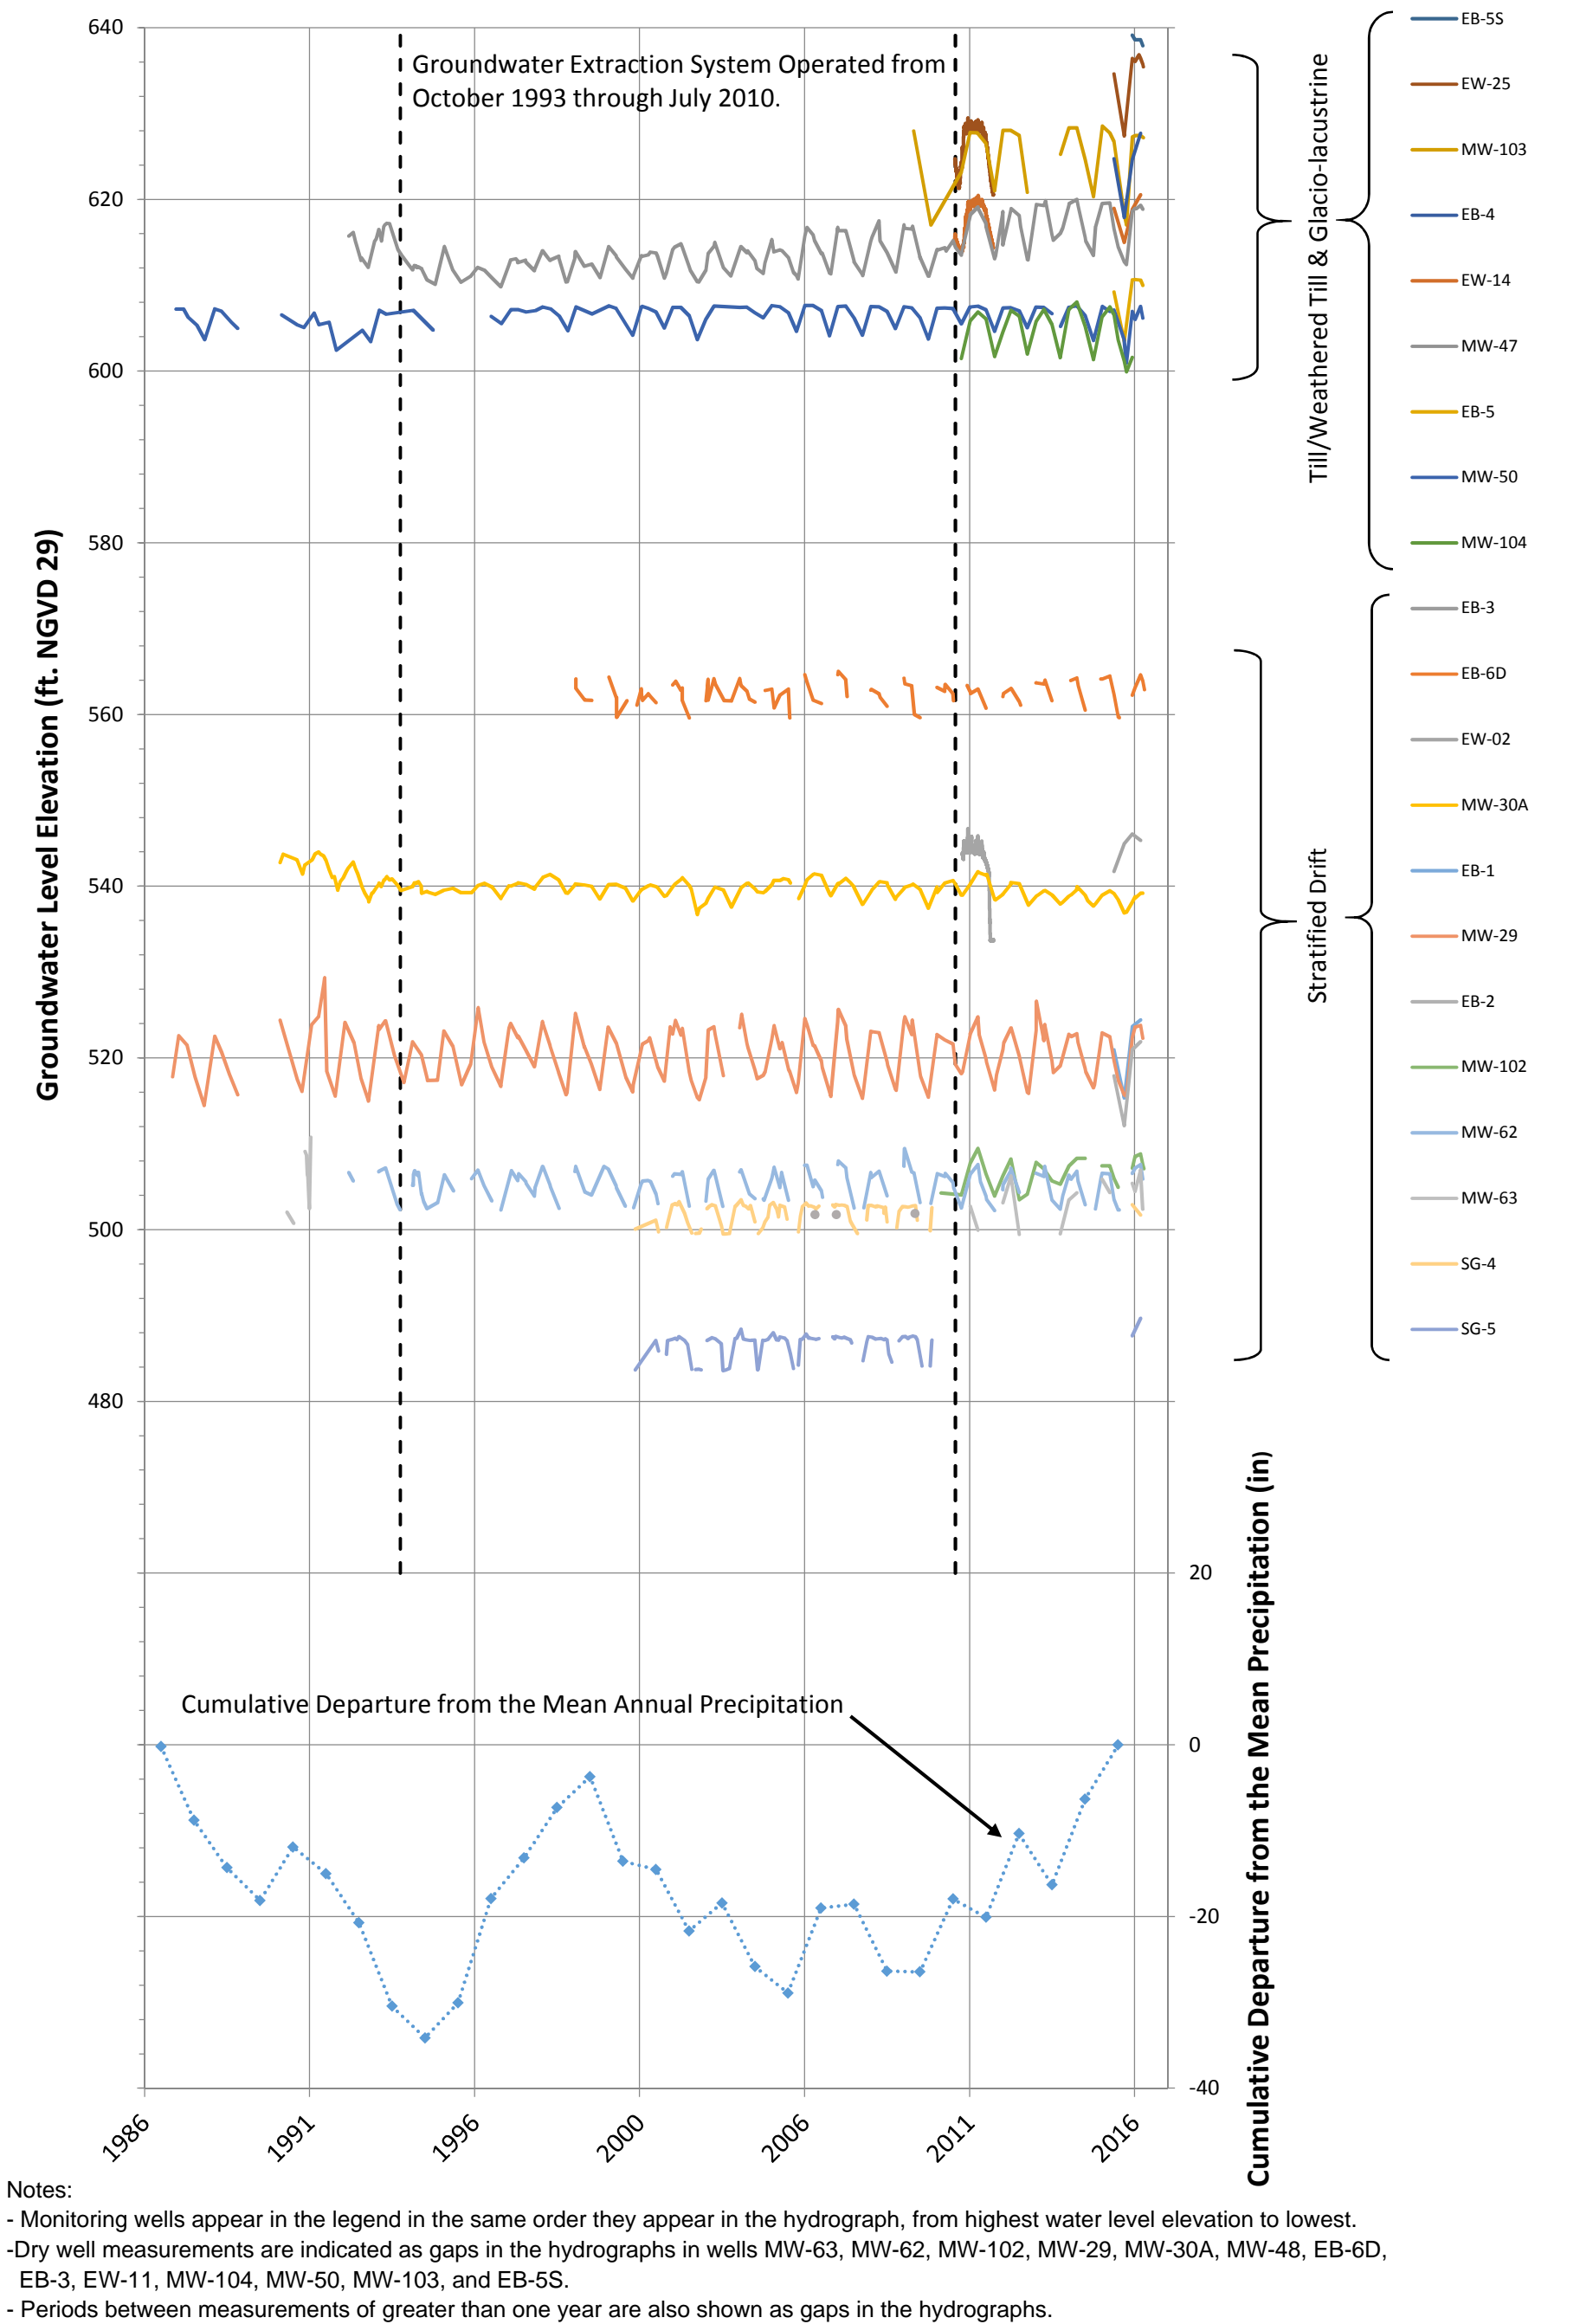 640
620
600
580
560
540
520
500
480
Groundwater Level Elevation (ft. NGVD 29)
Groundwater Extraction System Operated from
October 1993 through July 2010.
Till/Weathered Till & Glacio-lacustrine
Stratified Drift
EB-5S
EW-25
MW-103
EB-4
EW-14
MW-47
EB-5
MW-50
MW-104
EB-3
EB-6D
EW-02
MW-30A
EB-1
MW-29
EB-2
MW-102
MW-62
MW-63
SG-4
SG-5
20
0
-20
-40
Cumulative Departure from the Mean Precipitation (in)
Cumulative Departure from the Mean Annual Precipitation
1986
1991
1996
2000
2006
2011
2016
Notes:
- Monitoring wells appear in the legend in the same order they appear in the hydrograph, from highest water level elevation to lowest.
-Dry well measurements are indicated as gaps in the hydrographs in wells MW-63, MW-62, MW-102, MW-29, MW-30A, MW-48, EB-6D,
EB-3, EW-11, MW-104, MW-50, MW-103, and EB-5S.
- Periods between measurements of greater than one year are also shown as gaps in the hydrographs.